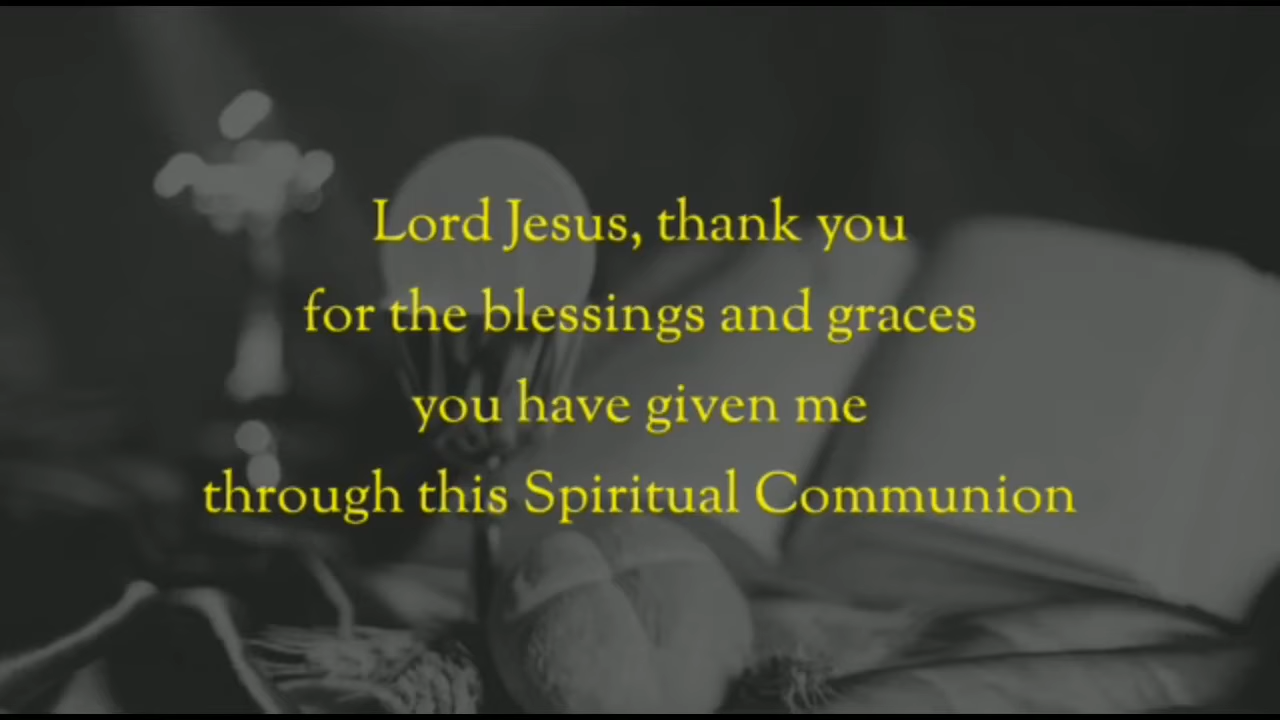 Lord Jesus, thank you
for the blessings and graces
you have given me
through this Spiritual Communion